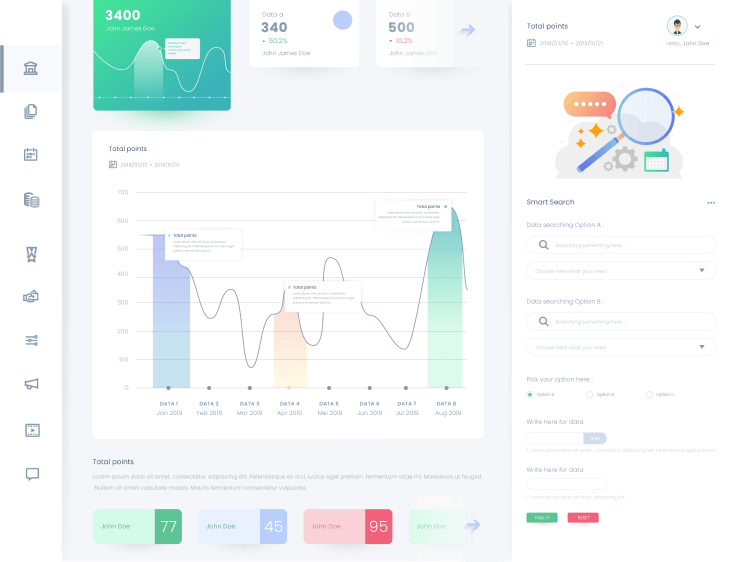 3400
John James Doe
Data a
340
50,2%
John James Doe
Data b
500
10,2%
John James Doe
Total points
2019/03/10 ~ 2019/10/21
Hello, John Doe
Total points
2019/03/10 ~ 2019/10/21
700
600
500
400
300
200
100
0
Total points
Total points
Total points
DATA 1
Jan 2019
DATA 2
Feb 2019
DATA 3
Mar 2019
DATA 4
Apr 2019
DATA 5
Mei 2019
DATA 6
Jun 2019
DATA 7
Jul 2019
DATA 8
Aug 2019
Total points
Lorem ipsum dolor sit amet, consectetur adipiscing elit. Pellentesque ex arci, luctus eget pretium, fermentum vitae mi. Maecenas ut feugiat
Nullam sit amet vulputate massa. Mauris fermentum consectetur vulputate.
John Doe
77
John Doe
45
John Doe
95
John Doe
Smart Search
Data searching Option A :
Searching something here ..
Choose here what you need
Data searching Option B :
Searching something here ..
Choose here what you need
Pick your option here :
Option A
Option B
Option C
Write here for data
* Lorem ipsum dolor sit amet, consectetur adipiscing elit. Pellentesque eget pretium
Write here for data
* Lorem ipsum dolor sit amet adipiscing elit.
FIND IT
RESET